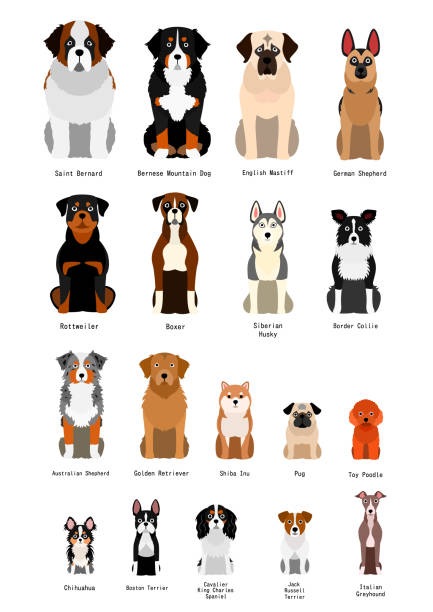 Saint Bernard
Bernese Mountain Dog
English Mastiff
German Shepherd
Rottweiler
Boxer
Siberian
Husky
Border Collie
Australian Shepherd
Golden Retriever
Shiba Inu
Pug
Toy Poodle
Chihuahua
Boston Terrier
Cavalier
King Charles
Spaniel
Jack
Russell
Terrier
Italian
Greyhound